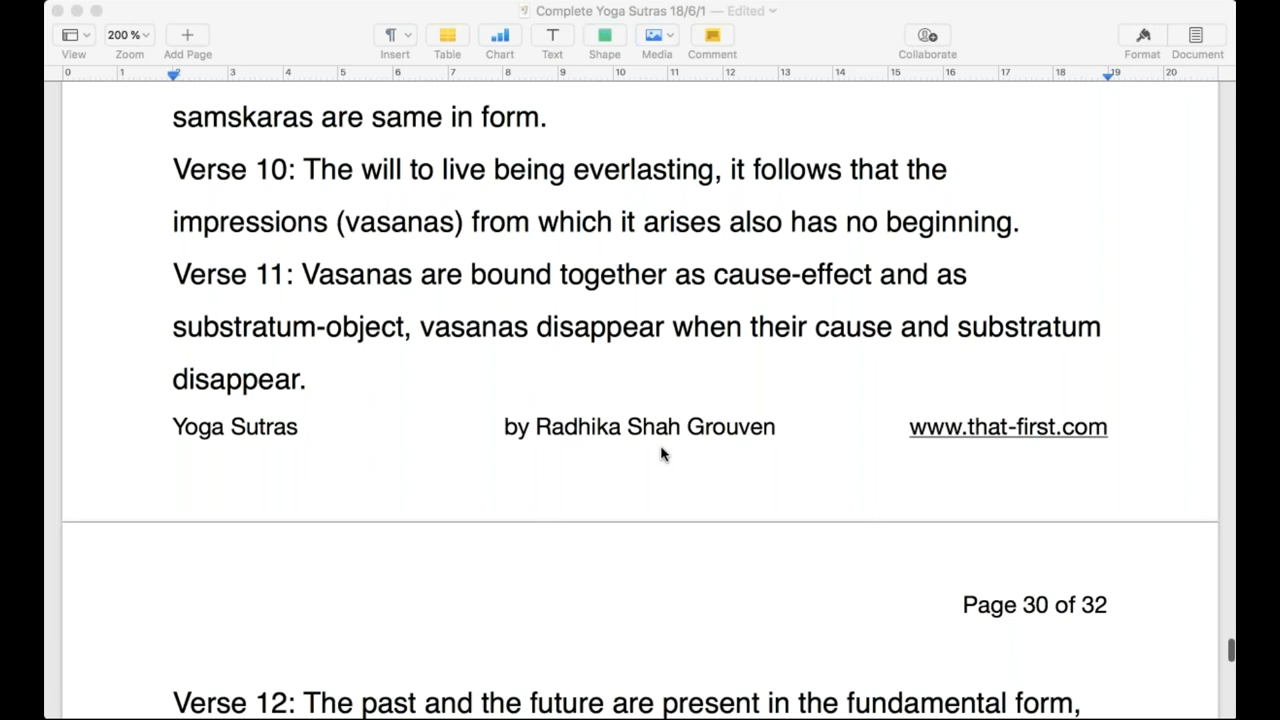 Complete Yoga Sutras 18/6/1 — Edited
200 %
View Zoom Add Page Insert Table Chart Text Shape Media Comment Collaborate Format Document
0 1 2 3 4 5 6 7 8 9 10 11 12 13 14 15 16 17 18 19 20
samskaras are same in form.
Verse 10: The will to live being everlasting, it follows that the
impressions (vasanas) from which it arises also has no beginning.
Verse 11: Vasanas are bound together as cause-effect and as
substratum-object, vasanas disappear when their cause and substratum
disappear.
Yoga Sutras by Radhika Shah Grouven www.that-first.com
Page 30 of 32
Verse 12: The past and the future are present in the fundamental form,